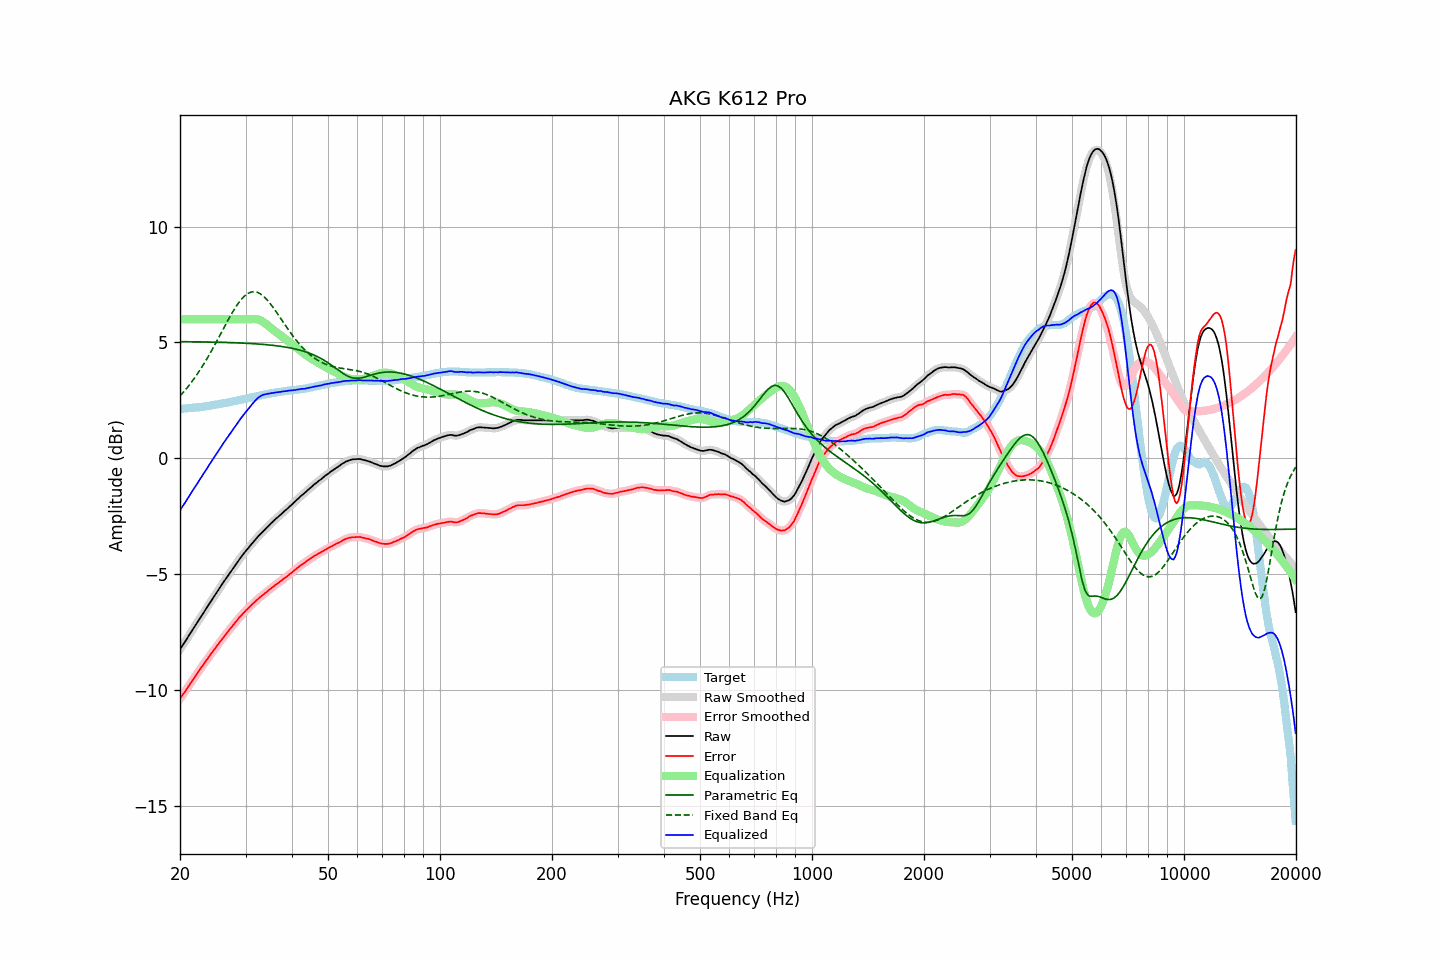 AKG K612 Pro
Amplitude (dBr)
10
5
0
−5
−10
−15
Target
Raw Smoothed
Error Smoothed
Raw
Error
Equalization
Parametric Eq
Fixed Band Eq
Equalized
20
50
100
200
500
1000
2000
5000
10000
20000
Frequency (Hz)